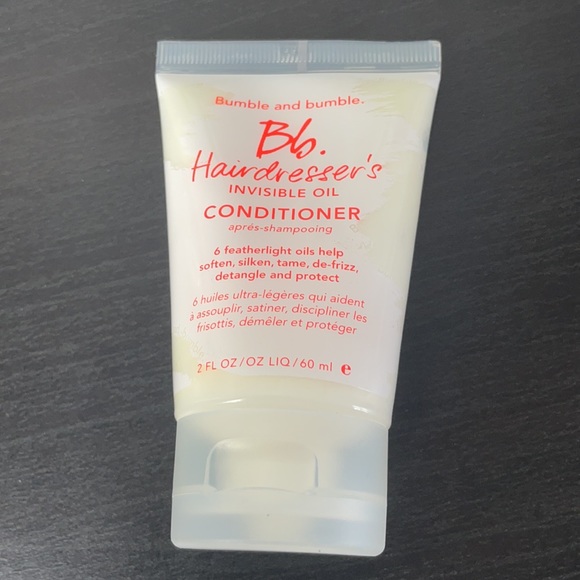 Bumble and bumble.
Bb.
Hairdresser's
INVISIBLE OIL
CONDITIONER
après-shampooing
6 featherlight oils help
soften, silken, tame, de-frizz,
detangle and protect
6 huiles ultra-légères qui aident
à assouplir, satiner, discipliner les
frisottis, démêler et protéger
2 FL OZ/OZ LIQ/60 ml e